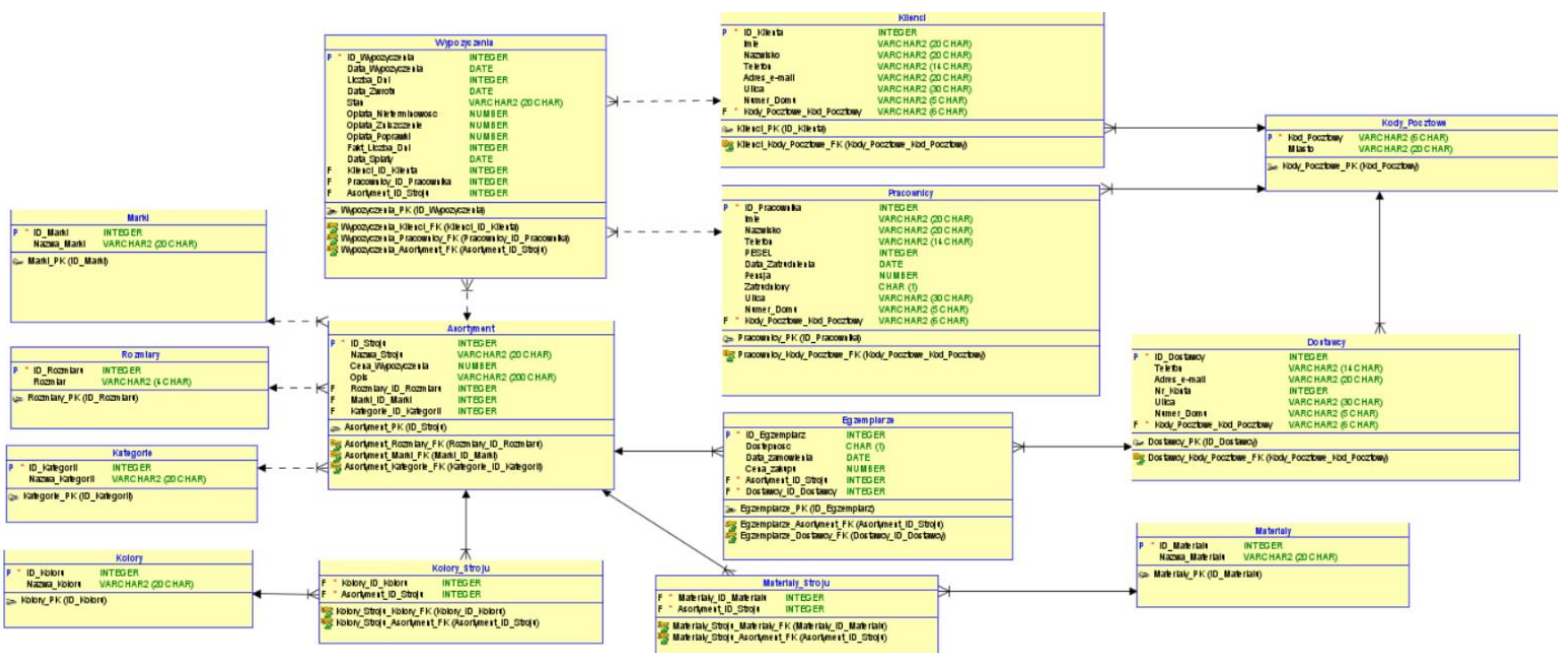 Wypozyczenia
P * ID_Wypozyczenia INTEGER
Data_Wypozyczenia DATE
Liczba_Dni INTEGER
Data_Zwrotu DATE
Stan VARCHAR2 (20 CHAR)
Oplata_Nieterminowosc NUMBER
Oplata_Zniszczenie NUMBER
Oplata_Poprawki NUMBER
Fakt_Liczba_Dni INTEGER
Data_Splaty DATE
F Klienci_ID_Klienta INTEGER
F Pracownicy_ID_Pracownika INTEGER
F Asortyment_ID_Stroju INTEGER
Wypozyczenia_PK (ID_Wypozyczenia)
Wypozyczenia_Klienci_FK (Klienci_ID_Klienta)
Wypozyczenia_Pracownicy_FK (Pracownicy_ID_Pracownika)
Wypozyczenia_Asortyment_FK (Asortyment_ID_Stroju)
Klienci
P * ID_Klienta INTEGER
Imie VARCHAR2 (20 CHAR)
Nazwisko VARCHAR2 (20 CHAR)
Telefon VARCHAR2 (14 CHAR)
Adres_e-mail VARCHAR2 (20 CHAR)
Ulica VARCHAR2 (30 CHAR)
Numer_Domu VARCHAR2 (5 CHAR)
F * Kody_Pocztowe_Kod_Pocztowy VARCHAR2 (6 CHAR)
Klienci_PK (ID_Klienta)
Klienci_Kody_Pocztowe_FK (Kody_Pocztowe_Kod_Pocztowy)
Kody_Pocztowe
P * Kod_Pocztowy VARCHAR2 (6 CHAR)
Miasto VARCHAR2 (20 CHAR)
Kody_Pocztowe_PK (Kod_Pocztowy)
Pracownicy
P * ID_Pracownika INTEGER
Imie VARCHAR2 (20 CHAR)
Nazwisko VARCHAR2 (20 CHAR)
Telefon VARCHAR2 (14 CHAR)
PESEL INTEGER
Data_Zatrudnienia DATE
Pensja NUMBER
Zatrudniony CHAR (1)
Ulica VARCHAR2 (30 CHAR)
Numer_Domu VARCHAR2 (5 CHAR)
F * Kody_Pocztowe_Kod_Pocztowy VARCHAR2 (6 CHAR)
Pracownicy_PK (ID_Pracownika)
Pracownicy_Kody_Pocztowe_FK (Kody_Pocztowe_Kod_Pocztowy)
Marki
P * ID_Marki INTEGER
Nazwa_Marki VARCHAR2 (20 CHAR)
Marki_PK (ID_Marki)
Rozmiary
P * ID_Rozmiaru INTEGER
Rozmiar VARCHAR2 (4 CHAR)
Rozmiary_PK (ID_Rozmiaru)
Kategorie
P * ID_Kategorii INTEGER
Nazwa_Kategorii VARCHAR2 (20 CHAR)
Kategorie_PK (ID_Kategorii)
Kolory
P * ID_Koloru INTEGER
Nazwa_Koloru VARCHAR2 (20 CHAR)
Kolory_PK (ID_Koloru)
Asortyment
P * ID_Stroju INTEGER
Nazwa_Stroju VARCHAR2 (20 CHAR)
Cena_Wypozyczenia NUMBER
Opis VARCHAR2 (200 CHAR)
F Rozmiary_ID_Rozmiaru INTEGER
F Marki_ID_Marki INTEGER
F Kategorie_ID_Kategorii INTEGER
Asortyment_PK (ID_Stroju)
Asortyment_Rozmiary_FK (Rozmiary_ID_Rozmiaru)
Asortyment_Marki_FK (Marki_ID_Marki)
Asortyment_Kategorie_FK (Kategorie_ID_Kategorii)
Kolory_Stroju
F * Kolory_ID_Koloru INTEGER
F * Asortyment_ID_Stroju INTEGER
Kolory_Stroju_Kolory_FK (Kolory_ID_Koloru)
Kolory_Stroju_Asortyment_FK (Asortyment_ID_Stroju)
Egzemplarze
P * ID_Egzemplarz INTEGER
Dostepnosc CHAR (1)
Data_zamowienia DATE
Cena_zakupu NUMBER
F * Asortyment_ID_Stroju INTEGER
F * Dostawcy_ID_Dostawcy INTEGER
Egzemplarze_PK (ID_Egzemplarz)
Egzemplarze_Asortyment_FK (Asortyment_ID_Stroju)
Egzemplarze_Dostawcy_FK (Dostawcy_ID_Dostawcy)
Materialy_Stroju
F * Materialy_ID_Materialu INTEGER
F * Asortyment_ID_Stroju INTEGER
Materialy_Stroju_Materialy_FK (Materialy_ID_Materialu)
Materialy_Stroju_Asortyment_FK (Asortyment_ID_Stroju)
Dostawcy
P * ID_Dostawcy INTEGER
Telefon VARCHAR2 (14 CHAR)
Adres_e-mail VARCHAR2 (20 CHAR)
Nr_Konta INTEGER
Ulica VARCHAR2 (30 CHAR)
Numer_Domu VARCHAR2 (5 CHAR)
F * Kody_Pocztowe_Kod_Pocztowy VARCHAR2 (6 CHAR)
Dostawcy_PK (ID_Dostawcy)
Dostawcy_Kody_Pocztowe_FK (Kody_Pocztowe_Kod_Pocztowy)
Materialy
P * ID_Materialu INTEGER
Nazwa_Materialu VARCHAR2 (20 CHAR)
Materialy_PK (ID_Materialu)